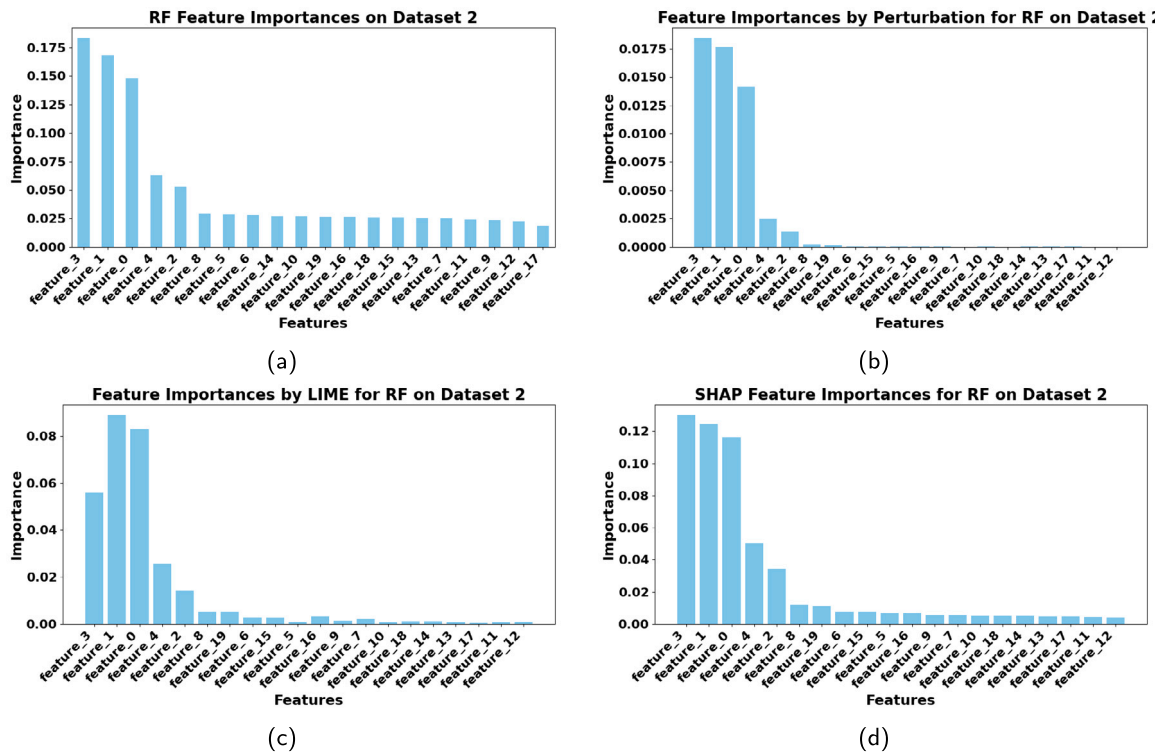 RF Feature Importances on Dataset 2
Importance
0.175
0.150
0.125
0.100
0.075
0.050
0.025
0.000
feature_3
feature_1
feature_0
feature_4
feature_2
feature_8
feature_5
feature_6
feature_14
feature_10
feature_19
feature_16
feature_18
feature_15
feature_13
feature_7
feature_11
feature_9
feature_12
feature_17
Features
(a)
Feature Importances by Perturbation for RF on Dataset 2
Importance
0.0175
0.0150
0.0125
0.0100
0.0075
0.0050
0.0025
0.0000
feature_3
feature_1
feature_0
feature_4
feature_2
feature_8
feature_19
feature_6
feature_15
feature_5
feature_16
feature_9
feature_7
feature_10
feature_18
feature_14
feature_13
feature_17
feature_11
feature_12
Features
(b)
Feature Importances by LIME for RF on Dataset 2
Importance
0.08
0.06
0.04
0.02
0.00
feature_3
feature_1
feature_0
feature_4
feature_2
feature_8
feature_19
feature_6
feature_15
feature_5
feature_16
feature_9
feature_7
feature_10
feature_18
feature_14
feature_13
feature_17
feature_11
feature_12
Features
(c)
SHAP Feature Importances for RF on Dataset 2
Importance
0.12
0.10
0.08
0.06
0.04
0.02
0.00
feature_3
feature_1
feature_0
feature_4
feature_2
feature_8
feature_19
feature_6
feature_15
feature_5
feature_16
feature_9
feature_7
feature_10
feature_18
feature_14
feature_13
feature_17
feature_11
feature_12
Features
(d)